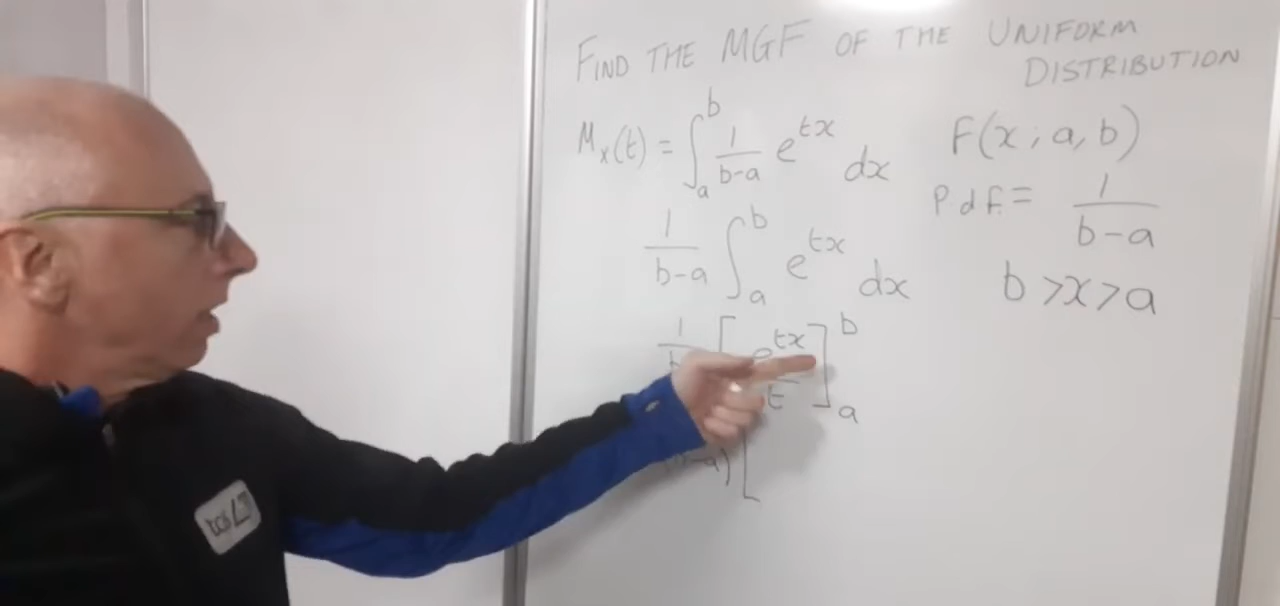 FIND THE MGF OF THE UNIFORM
DISTRIBUTION
Mx(t) = ∫ₐᵇ 1/(b-a) e^tx dx
F(x; a, b)
P.d.f. = 1/(b-a)
b > x > a
1/(b-a) ∫ₐᵇ e^tx dx
1/b [e^tx/t]ₐᵇ
(b-a) [